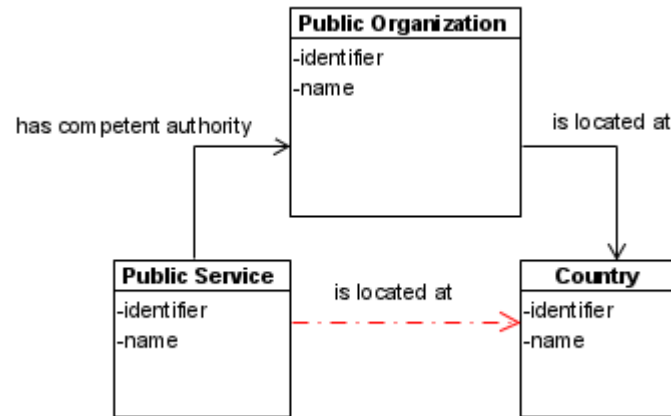 Public Organization
-identifier
-name
has competent authority
is located at
Public Service
-identifier
-name
is located at
Country
-identifier
-name